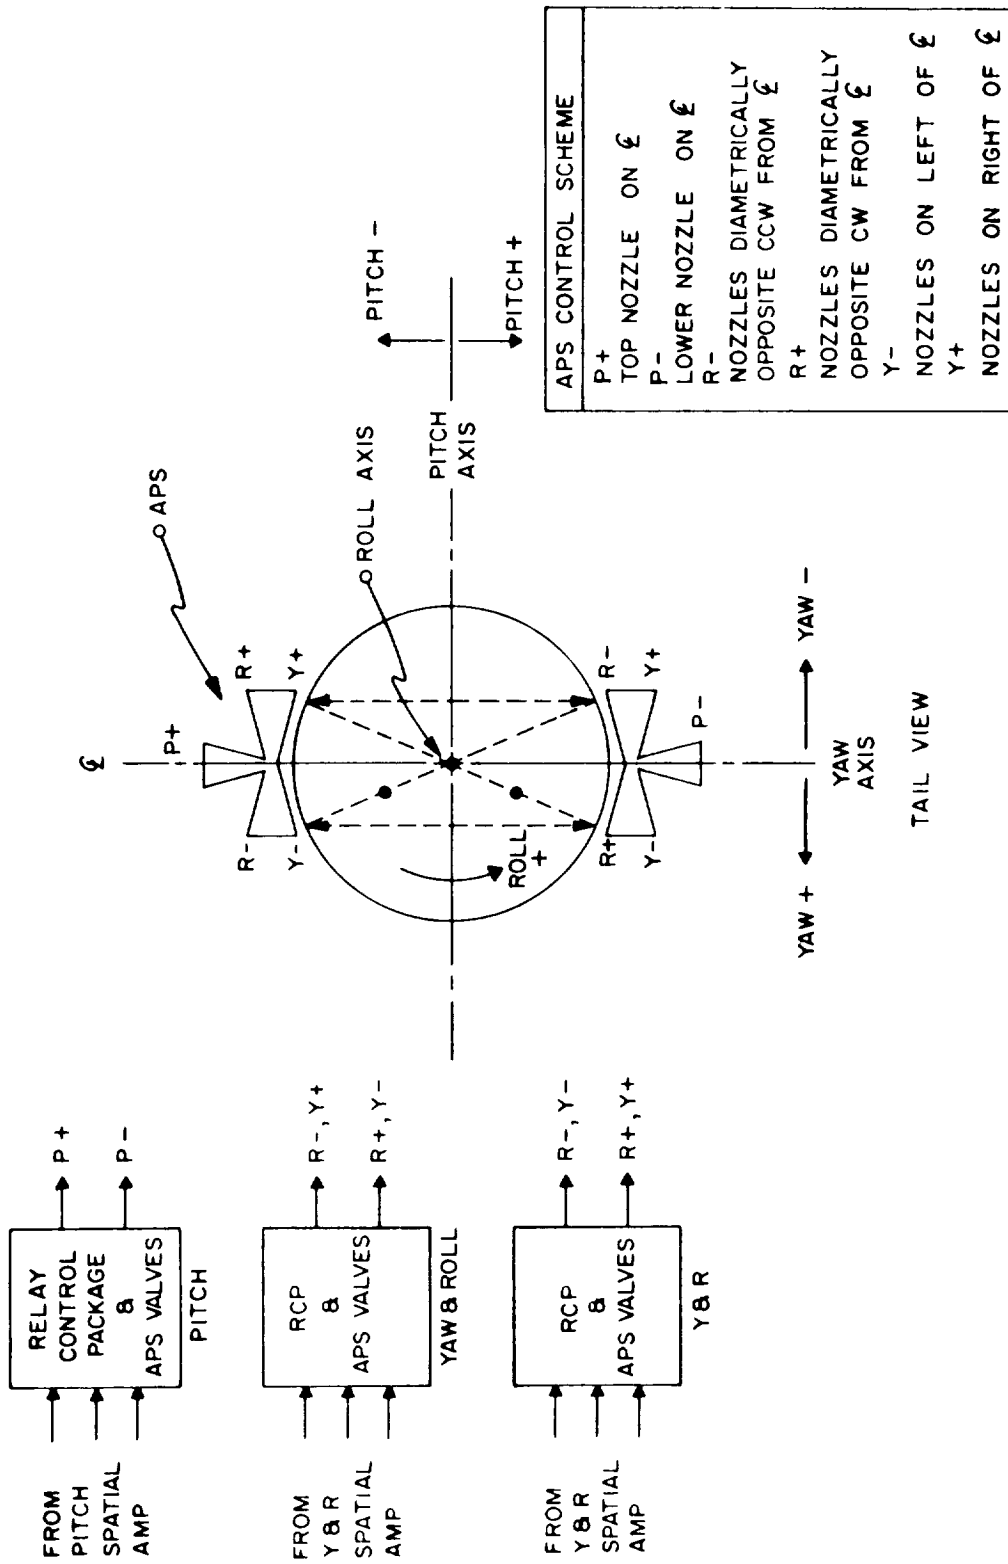 FROM
PITCH
SPATIAL
AMP
RELAY
CONTROL
PACKAGE
&
APS VALVES
PITCH
P+
P-
FROM
Y & R
SPATIAL
AMP
RCP
&
APS VALVES
YAW & ROLL
R-, Y+
R+, Y-
FROM
Y & R
SPATIAL
AMP
RCP
&
APS VALVES
Y & R
R-, Y-
R+, Y+
℄
P+
R-
R+
Y-
Y+
APS
ROLL AXIS
ROLL
+
PITCH
AXIS
PITCH -
PITCH +
R+
R-
Y-
Y+
P-
YAW +
YAW -
YAW
AXIS
TAIL VIEW
APS CONTROL SCHEME
P+
TOP NOZZLE ON ℄
P-
LOWER NOZZLE ON ℄
R-
NOZZLES DIAMETRICALLY
OPPOSITE CCW FROM ℄
R+
NOZZLES DIAMETRICALLY
OPPOSITE CW FROM ℄
Y-
NOZZLES ON LEFT OF ℄
Y+
NOZZLES ON RIGHT OF ℄